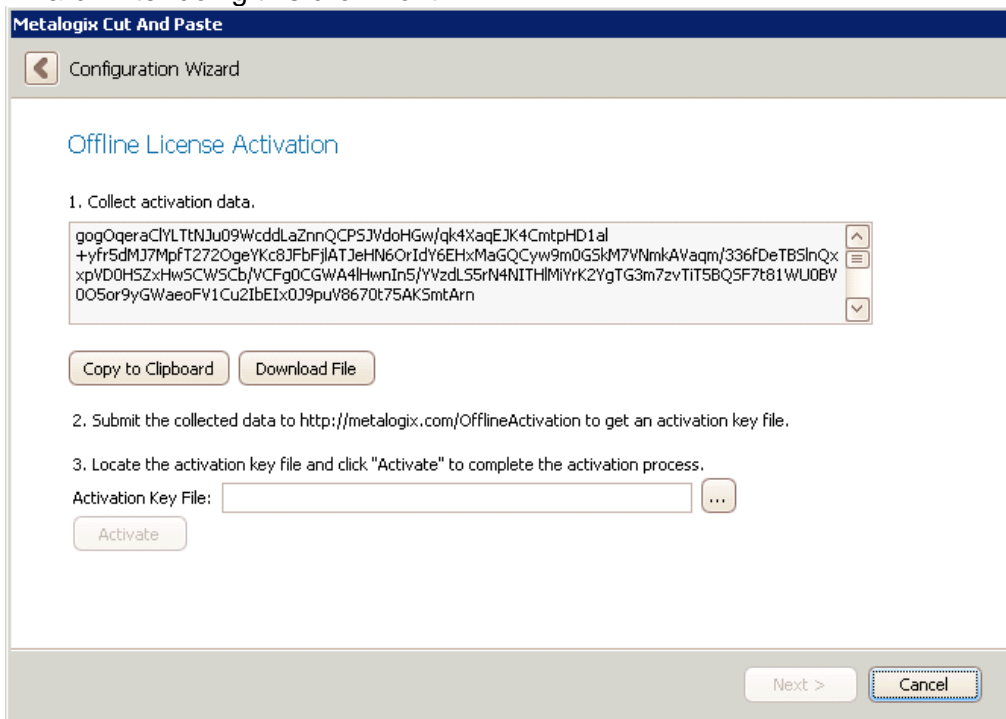 Metalogix Cut And Paste
Configuration Wizard
Offline License Activation
1. Collect activation data.
gogOqeraClYLTtNJu09WcddLaZnnQCPSJVdoHGw/qk4XaqEJK4CmtpHD1al
+yfr5dMJ7MpfT272OgeYKc8JFbFjlATJeHN6OrIdY6EHxMaGQCyw9m0GSkM7VNmkAVaqm/336fDeTBSlnQx
xpVD0HSZxHwSCWSCb/VCFg0CGWA4lHwnIn5/YVzdLS5rN4NITHlMiYrK2YgTG3m7zvTiT5BQSF7t81WU0BV
0O5or9yGWaeoFV1Cu2IbEIx0J9puV8670t75AKSmtArn
Copy to Clipboard Download File
2. Submit the collected data to http://metalogix.com/OfflineActivation to get an activation key file.
3. Locate the activation key file and click "Activate" to complete the activation process.
Activation Key File: ...
Activate
Next > Cancel